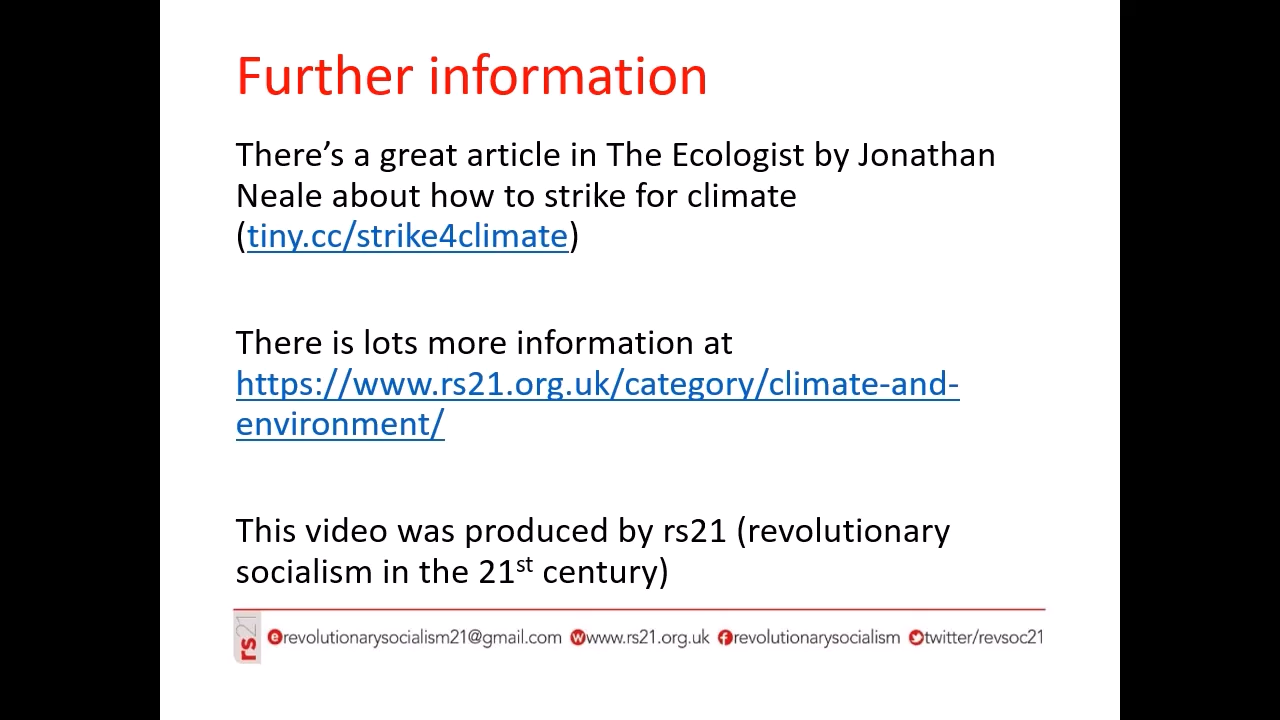 Further information
There’s a great article in The Ecologist by Jonathan
Neale about how to strike for climate
(tiny.cc/strike4climate)
There is lots more information at
https://www.rs21.org.uk/category/climate-and-
environment/
This video was produced by rs21 (revolutionary
socialism in the 21st century)
rs21 e revolutionarysocialism21@gmail.com w www.rs21.org.uk f revolutionarysocialism twitter/revsoc21